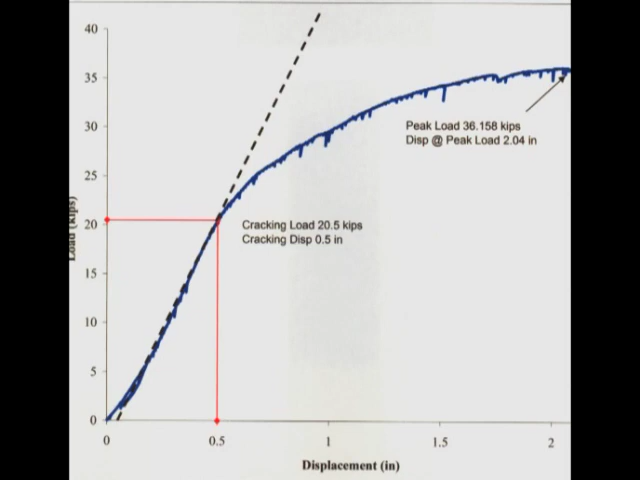 40
35
30
25
20
15
10
5
0
Load (kips)
Peak Load 36.158 kips
Disp @ Peak Load 2.04 in
Cracking Load 20.5 kips
Cracking Disp 0.5 in
0 0.5 1 1.5 2
Displacement (in)